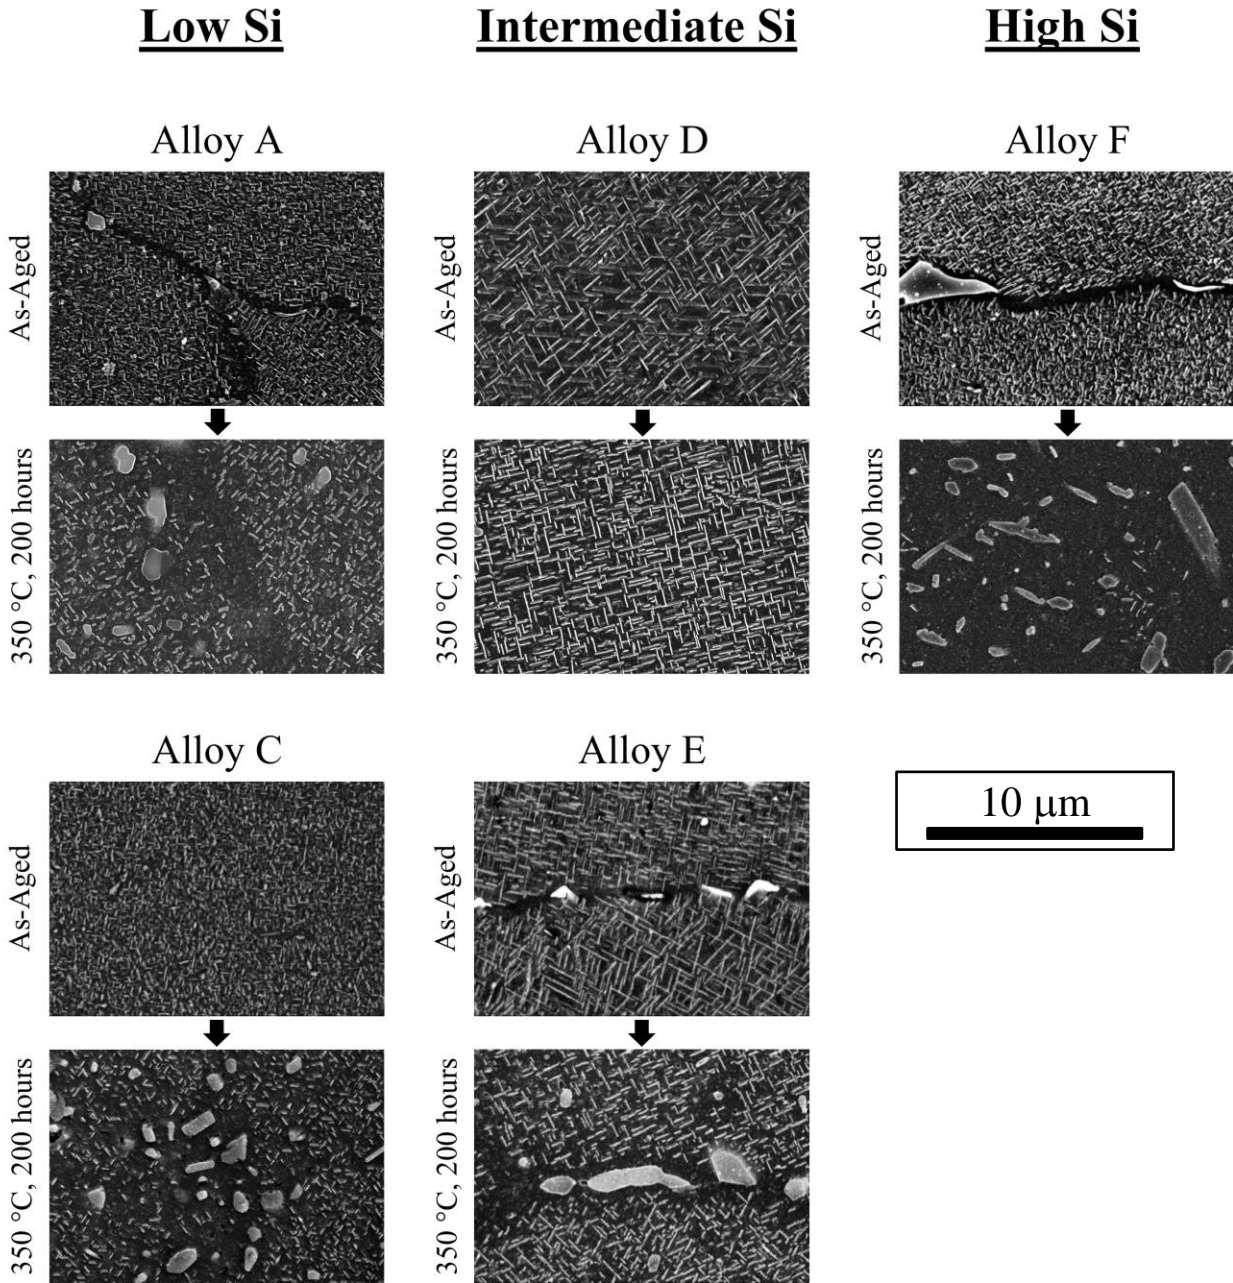 Low Si
Intermediate Si
High Si
Alloy A
Alloy D
Alloy F
As-Aged
As-Aged
As-Aged
350 °C, 200 hours
350 °C, 200 hours
350 °C, 200 hours
Alloy C
Alloy E
As-Aged
As-Aged
10 μm
350 °C, 200 hours
350 °C, 200 hours